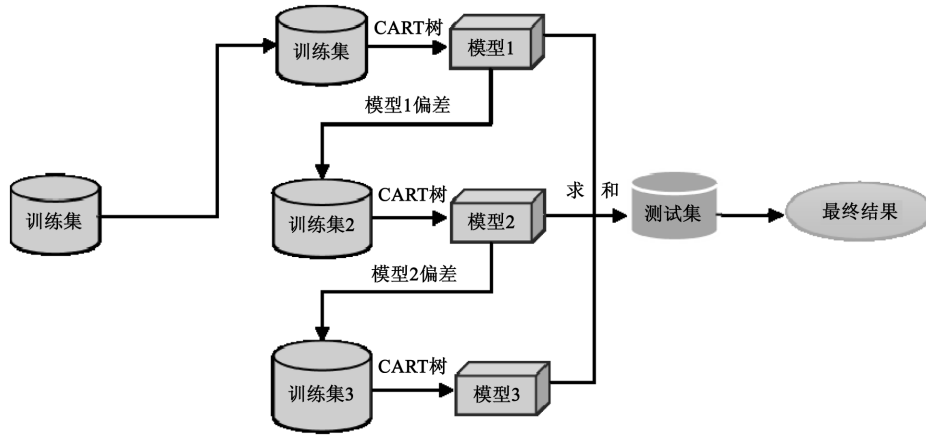 训练集
CART树
模型1
模型1偏差
训练集
训练集2
CART树
模型2
求 和
测试集
最终结果
模型2偏差
训练集3
CART树
模型3